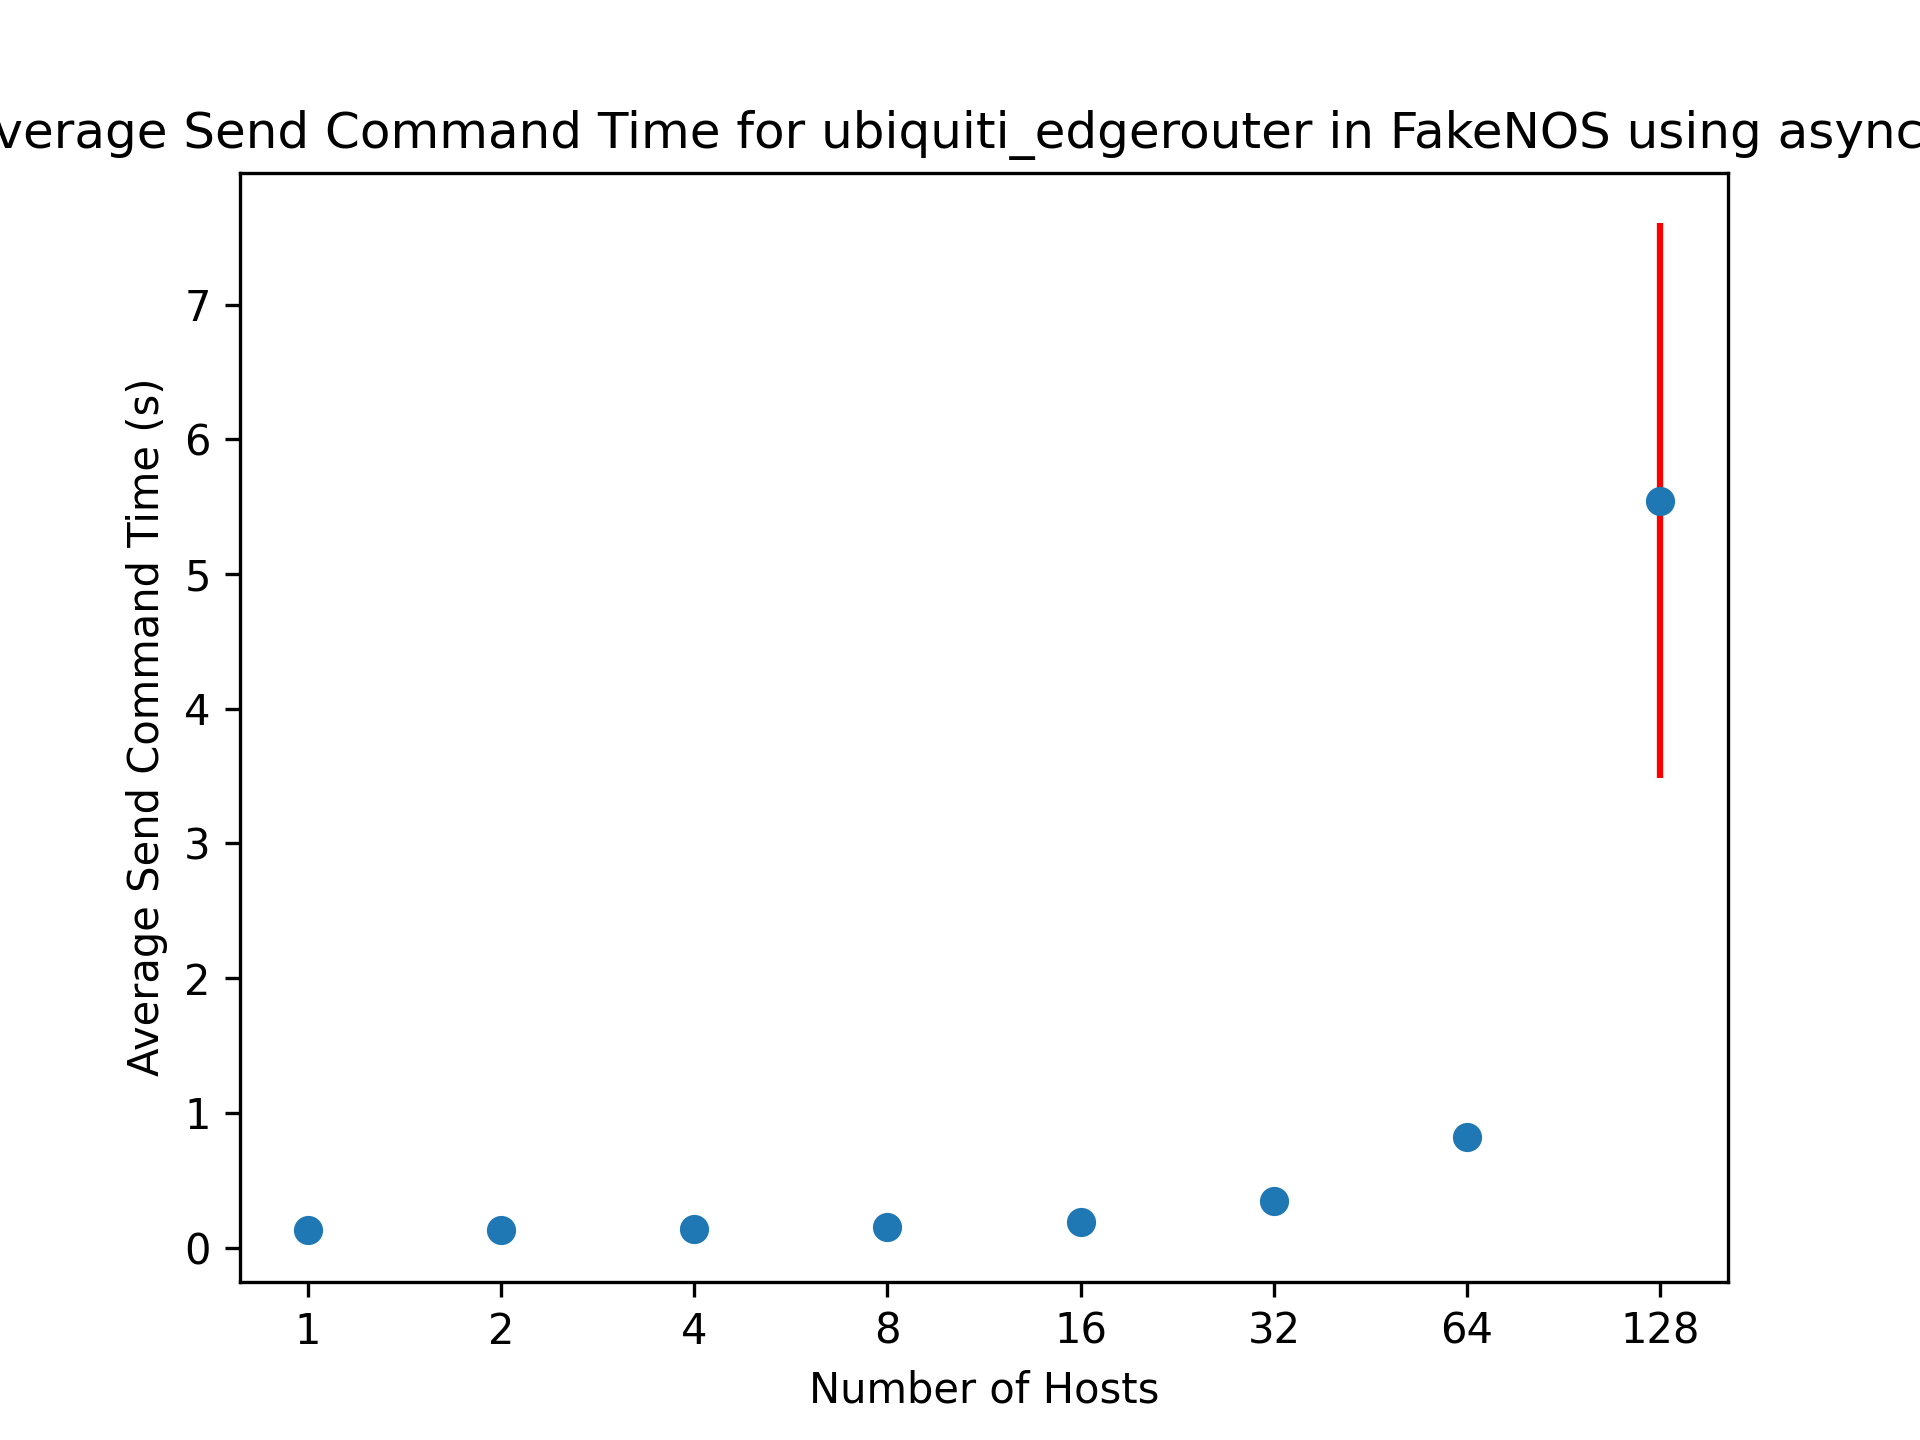 verage Send Command Time for ubiquiti_edgerouter in FakeNOS using async
Average Send Command Time (s)
7
6
5
4
3
2
1
0
1 2 4 8 16 32 64 128
Number of Hosts